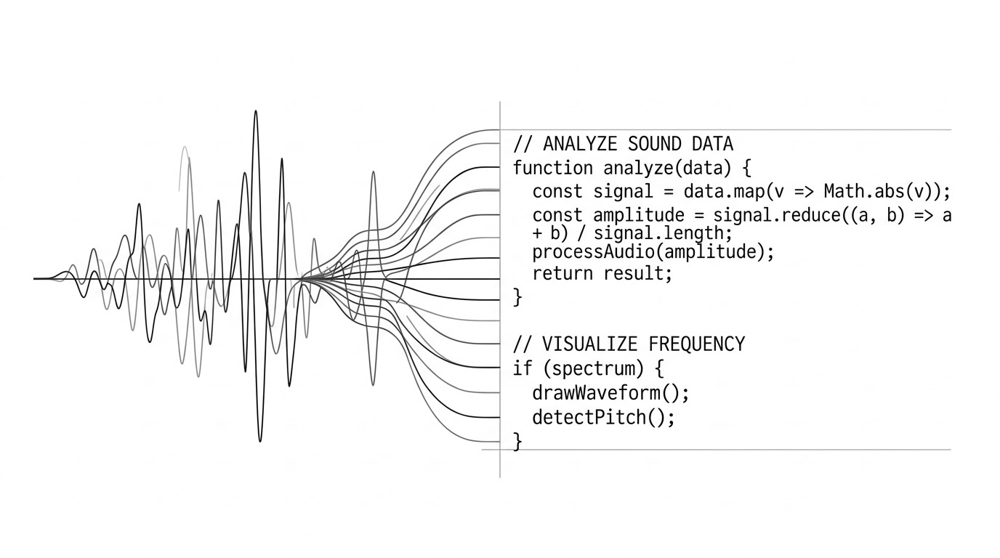 // ANALYZE SOUND DATA
function analyze(data) {
  const signal = data.map(v => Math.abs(v));
  const amplitude = signal.reduce((a, b) => a
  + b) / signal.length;
  processAudio(amplitude);
  return result;
}
// VISUALIZE FREQUENCY
if (spectrum) {
  drawWaveform();
  detectPitch();
}